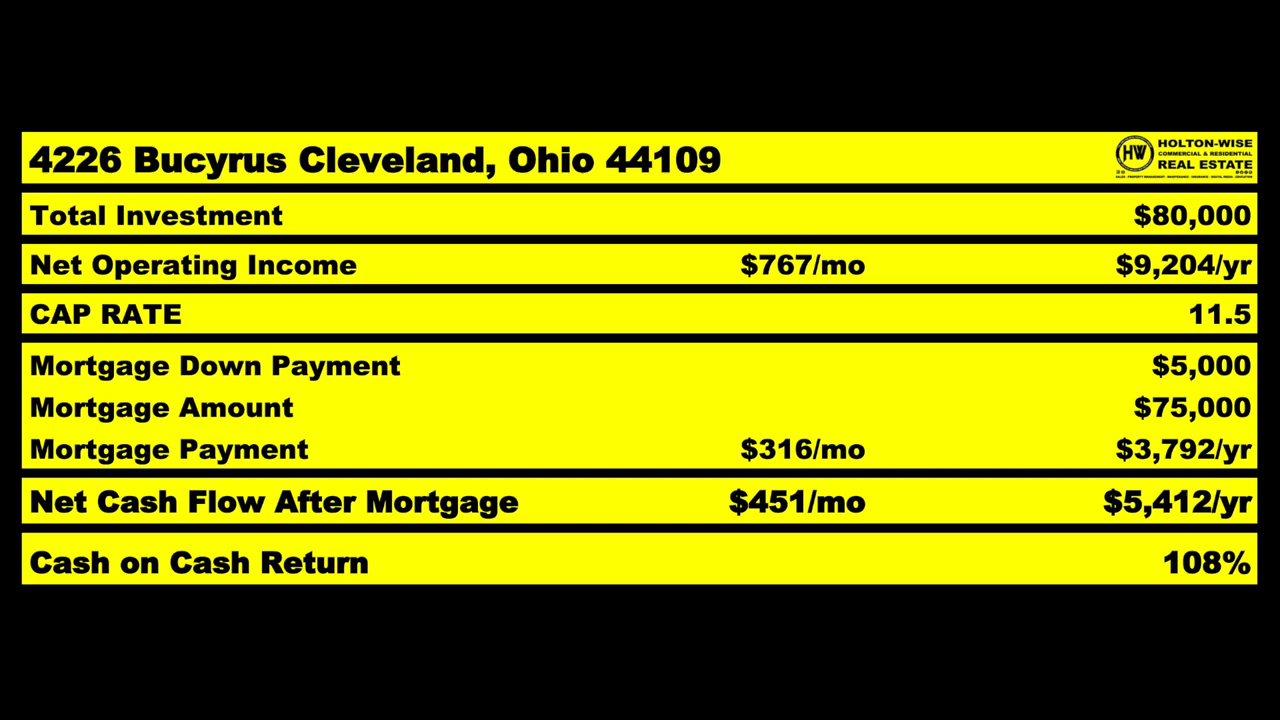 4226 Bucyrus Cleveland, Ohio 44109
HW
HOLTON-WISE
COMMERCIAL & RESIDENTIAL
REAL ESTATE
Total Investment $80,000
Net Operating Income $767/mo $9,204/yr
CAP RATE 11.5
Mortgage Down Payment $5,000
Mortgage Amount $75,000
Mortgage Payment $316/mo $3,792/yr
Net Cash Flow After Mortgage $451/mo $5,412/yr
Cash on Cash Return 108%